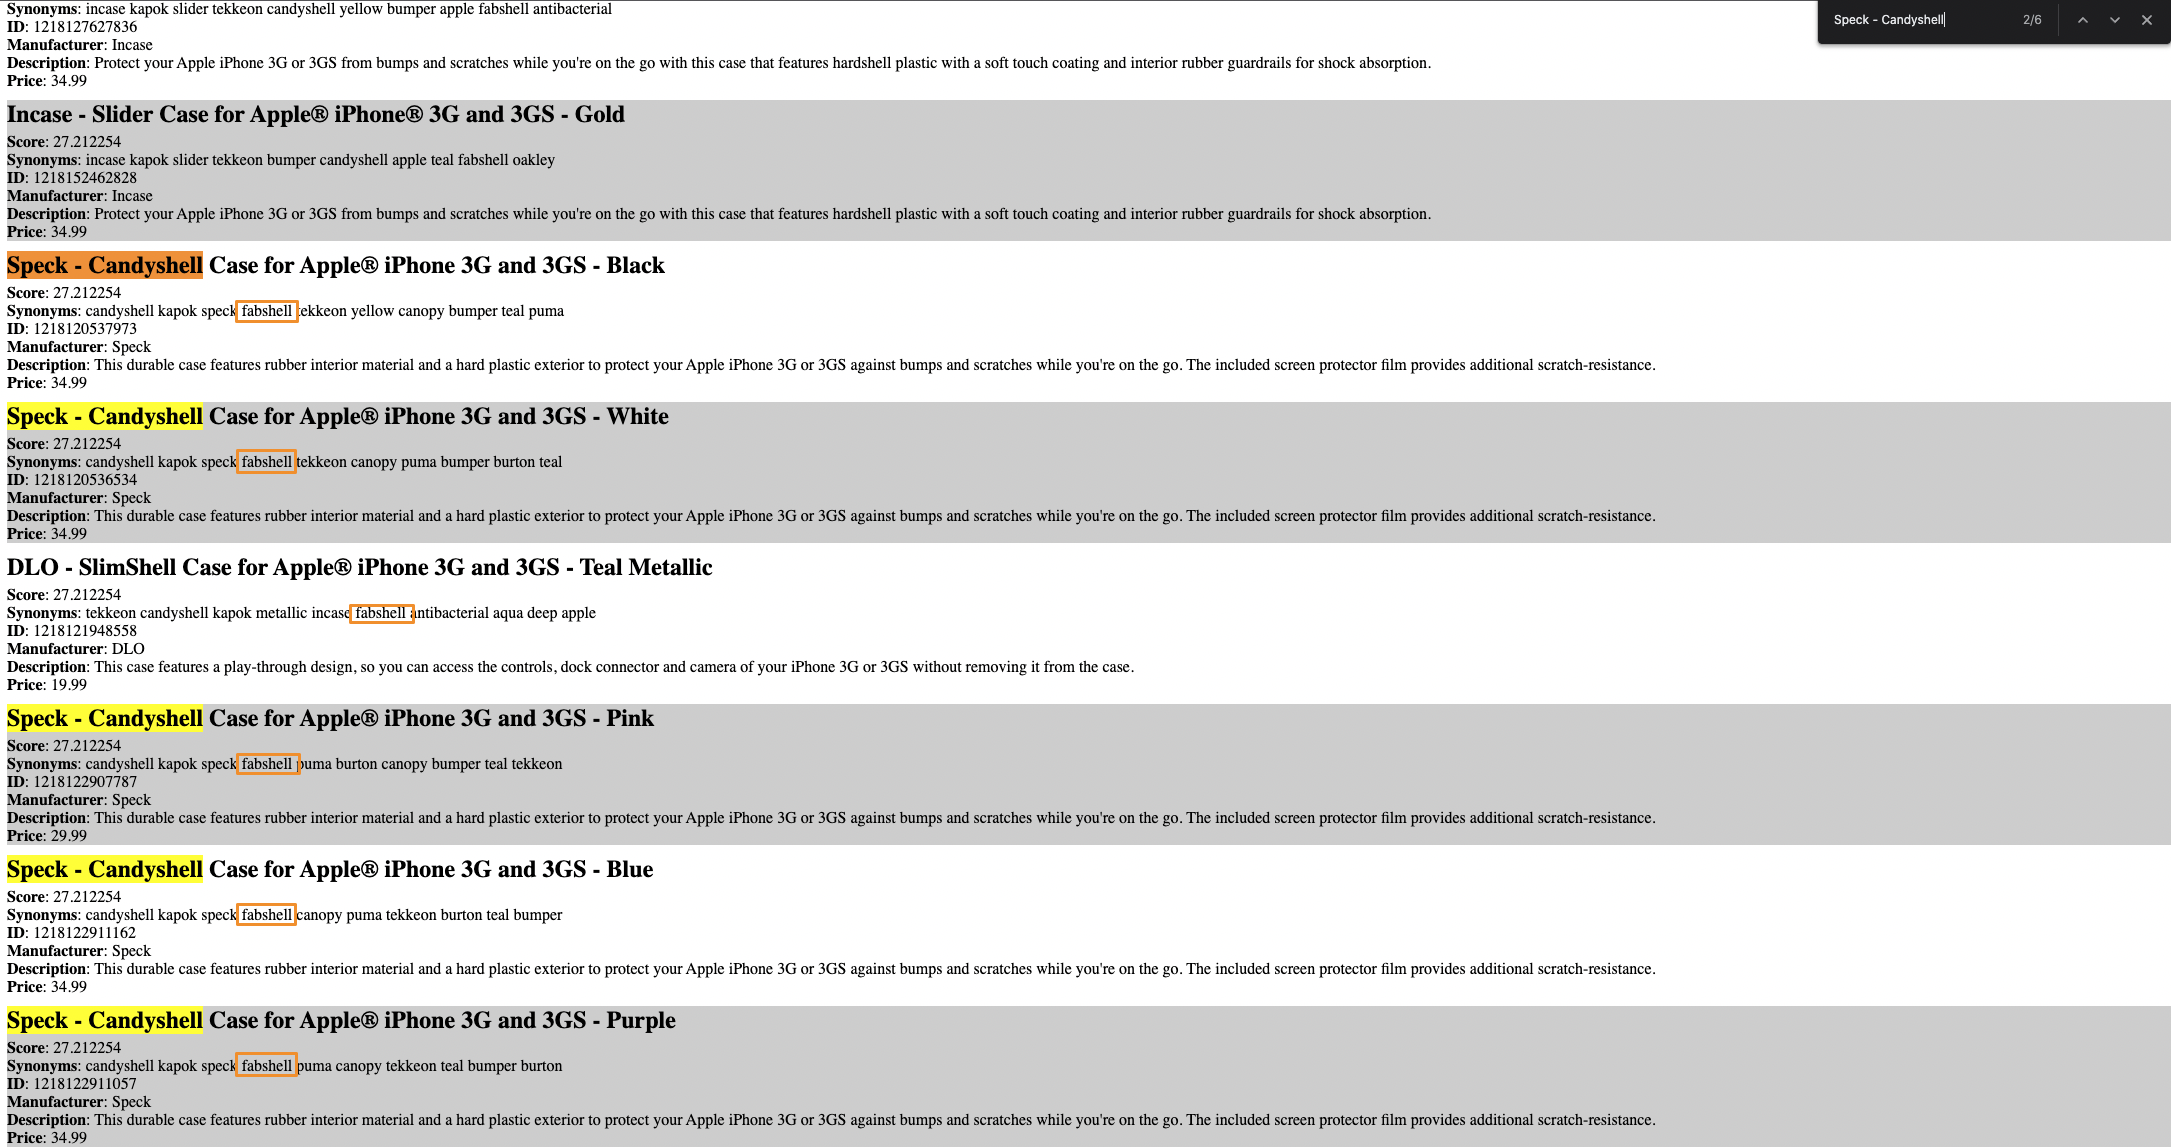 Synonyms: incase kapok slider tekkeon candyshell yellow bumper apple fabshell antibacterial
Speck - Candyshell 2/6
ID: 1218127627836
Manufacturer: Incase
Description: Protect your Apple iPhone 3G or 3GS from bumps and scratches while you're on the go with this case that features hardshell plastic with a soft touch coating and interior rubber guardrails for shock absorption.
Price: 34.99
Incase - Slider Case for Apple® iPhone® 3G and 3GS - Gold
Score: 27.212254
Synonyms: incase kapok slider tekkeon bumper candyshell apple teal fabshell oakley
ID: 1218152462828
Manufacturer: Incase
Description: Protect your Apple iPhone 3G or 3GS from bumps and scratches while you're on the go with this case that features hardshell plastic with a soft touch coating and interior rubber guardrails for shock absorption.
Price: 34.99
Speck - Candyshell Case for Apple® iPhone 3G and 3GS - Black
Score: 27.212254
Synonyms: candyshell kapok speck fabshell tekkeon yellow canopy bumper teal puma
ID: 1218120537973
Manufacturer: Speck
Description: This durable case features rubber interior material and a hard plastic exterior to protect your Apple iPhone 3G or 3GS against bumps and scratches while you're on the go. The included screen protector film provides additional scratch-resistance.
Price: 34.99
Speck - Candyshell Case for Apple® iPhone 3G and 3GS - White
Score: 27.212254
Synonyms: candyshell kapok speck fabshell tekkeon canopy puma bumper burton teal
ID: 1218120536534
Manufacturer: Speck
Description: This durable case features rubber interior material and a hard plastic exterior to protect your Apple iPhone 3G or 3GS against bumps and scratches while you're on the go. The included screen protector film provides additional scratch-resistance.
Price: 34.99
DLO - SlimShell Case for Apple® iPhone 3G and 3GS - Teal Metallic
Score: 27.212254
Synonyms: tekkeon candyshell kapok metallic incase fabshell antibacterial aqua deep apple
ID: 1218121948558
Manufacturer: DLO
Description: This case features a play-through design, so you can access the controls, dock connector and camera of your iPhone 3G or 3GS without removing it from the case.
Price: 19.99
Speck - Candyshell Case for Apple® iPhone 3G and 3GS - Pink
Score: 27.212254
Synonyms: candyshell kapok speck fabshell puma burton canopy bumper teal tekkeon
ID: 1218122907787
Manufacturer: Speck
Description: This durable case features rubber interior material and a hard plastic exterior to protect your Apple iPhone 3G or 3GS against bumps and scratches while you're on the go. The included screen protector film provides additional scratch-resistance.
Price: 29.99
Speck - Candyshell Case for Apple® iPhone 3G and 3GS - Blue
Score: 27.212254
Synonyms: candyshell kapok speck fabshell canopy puma tekkeon burton teal bumper
ID: 1218122911162
Manufacturer: Speck
Description: This durable case features rubber interior material and a hard plastic exterior to protect your Apple iPhone 3G or 3GS against bumps and scratches while you're on the go. The included screen protector film provides additional scratch-resistance.
Price: 34.99
Speck - Candyshell Case for Apple® iPhone 3G and 3GS - Purple
Score: 27.212254
Synonyms: candyshell kapok speck fabshell puma canopy tekkeon teal bumper burton
ID: 1218122911057
Manufacturer: Speck
Description: This durable case features rubber interior material and a hard plastic exterior to protect your Apple iPhone 3G or 3GS against bumps and scratches while you're on the go. The included screen protector film provides additional scratch-resistance.
Price: 34.99